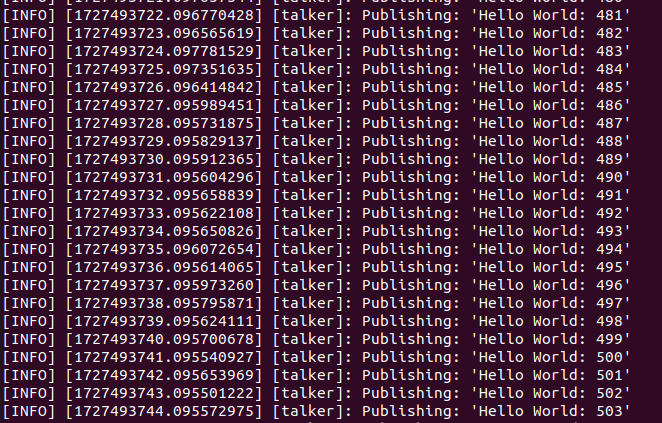 [INFO] [1727493722.096770428] [talker]: Publishing: 'Hello World: 481'
[INFO] [1727493723.096565619] [talker]: Publishing: 'Hello World: 482'
[INFO] [1727493724.097781529] [talker]: Publishing: 'Hello World: 483'
[INFO] [1727493725.097351635] [talker]: Publishing: 'Hello World: 484'
[INFO] [1727493726.096414842] [talker]: Publishing: 'Hello World: 485'
[INFO] [1727493727.095989451] [talker]: Publishing: 'Hello World: 486'
[INFO] [1727493728.095731875] [talker]: Publishing: 'Hello World: 487'
[INFO] [1727493729.095829137] [talker]: Publishing: 'Hello World: 488'
[INFO] [1727493730.095912365] [talker]: Publishing: 'Hello World: 489'
[INFO] [1727493731.095604296] [talker]: Publishing: 'Hello World: 490'
[INFO] [1727493732.095658839] [talker]: Publishing: 'Hello World: 491'
[INFO] [1727493733.095622108] [talker]: Publishing: 'Hello World: 492'
[INFO] [1727493734.095650826] [talker]: Publishing: 'Hello World: 493'
[INFO] [1727493735.096072654] [talker]: Publishing: 'Hello World: 494'
[INFO] [1727493736.095614065] [talker]: Publishing: 'Hello World: 495'
[INFO] [1727493737.095973260] [talker]: Publishing: 'Hello World: 496'
[INFO] [1727493738.095795871] [talker]: Publishing: 'Hello World: 497'
[INFO] [1727493739.095624111] [talker]: Publishing: 'Hello World: 498'
[INFO] [1727493740.095700678] [talker]: Publishing: 'Hello World: 499'
[INFO] [1727493741.095540927] [talker]: Publishing: 'Hello World: 500'
[INFO] [1727493742.095653969] [talker]: Publishing: 'Hello World: 501'
[INFO] [1727493743.095501222] [talker]: Publishing: 'Hello World: 502'
[INFO] [1727493744.095572975] [talker]: Publishing: 'Hello World: 503'